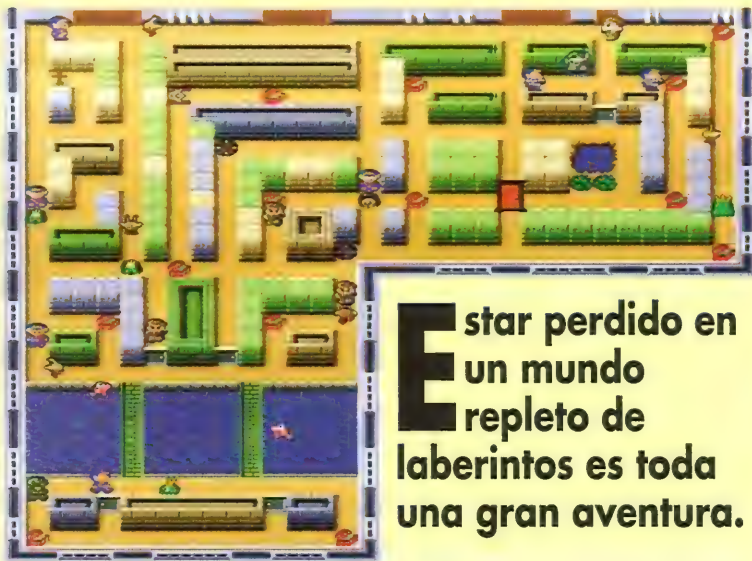 Estar perdido en
un mundo
repleto de
laberintos es toda
una gran aventura.